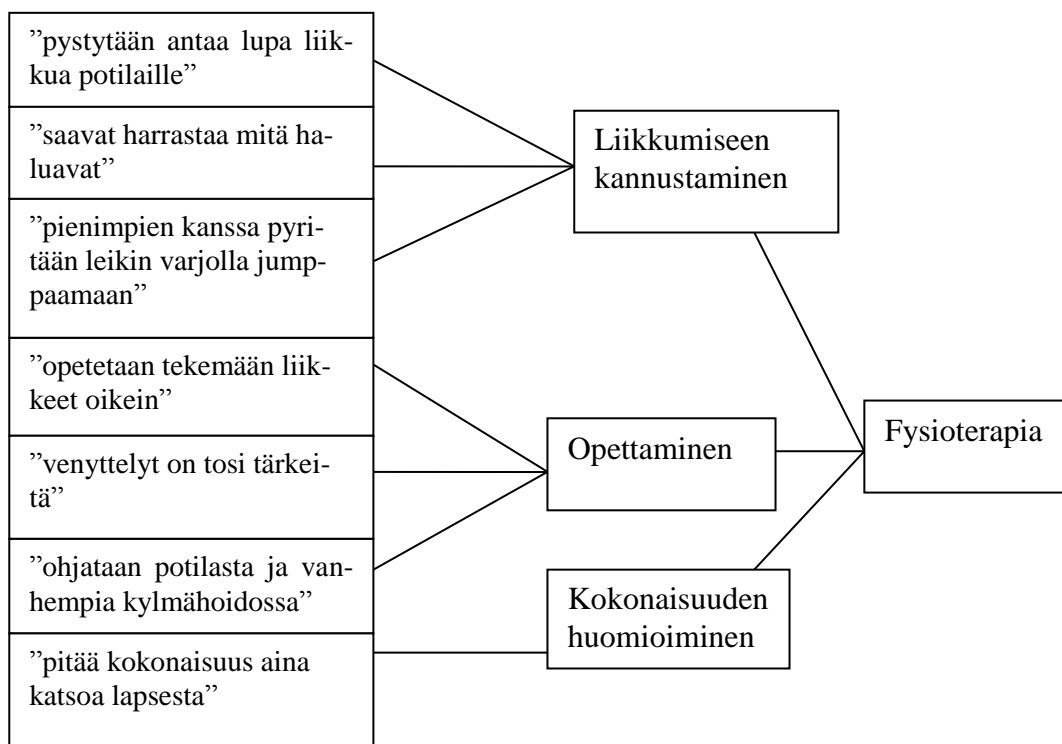 ”pystytään antaa lupa liik-
kua potilaille”
”saavat harrastaa mitä ha-
luavat”
”pienimpien kanssa pyri-
tään leikin varjolla jump-
paamaan”
”opetetaan tekemään liik-
keet oikein”
”venyttelyt on tosi tärkei-
tä”
”ohjataan potilasta ja van-
hempia kylmähoidossa”
”pitää kokonaisuus aina
katsoa lapsesta”
Liikkumiseen
kannustaminen
Opettaminen
Kokonaisuuden
huomioiminen
Fysioterapia